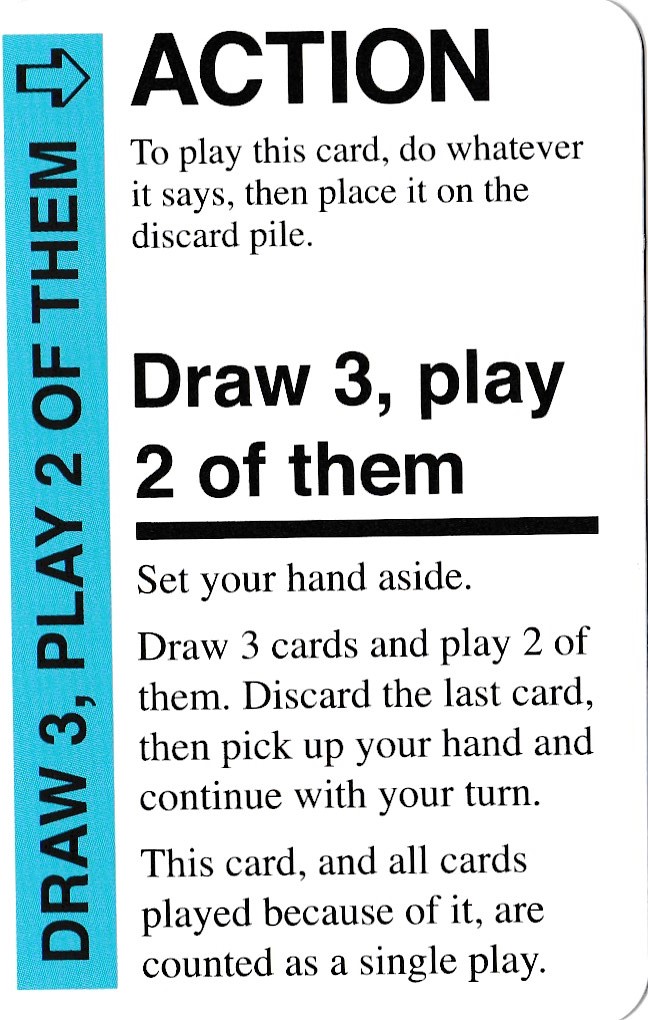 DRAW 3, PLAY 2 OF THEM
ACTION
To play this card, do whatever
it says, then place it on the
discard pile.
Draw 3, play
2 of them
Set your hand aside.
Draw 3 cards and play 2 of
them. Discard the last card,
then pick up your hand and
continue with your turn.
This card, and all cards
played because of it, are
counted as a single play.